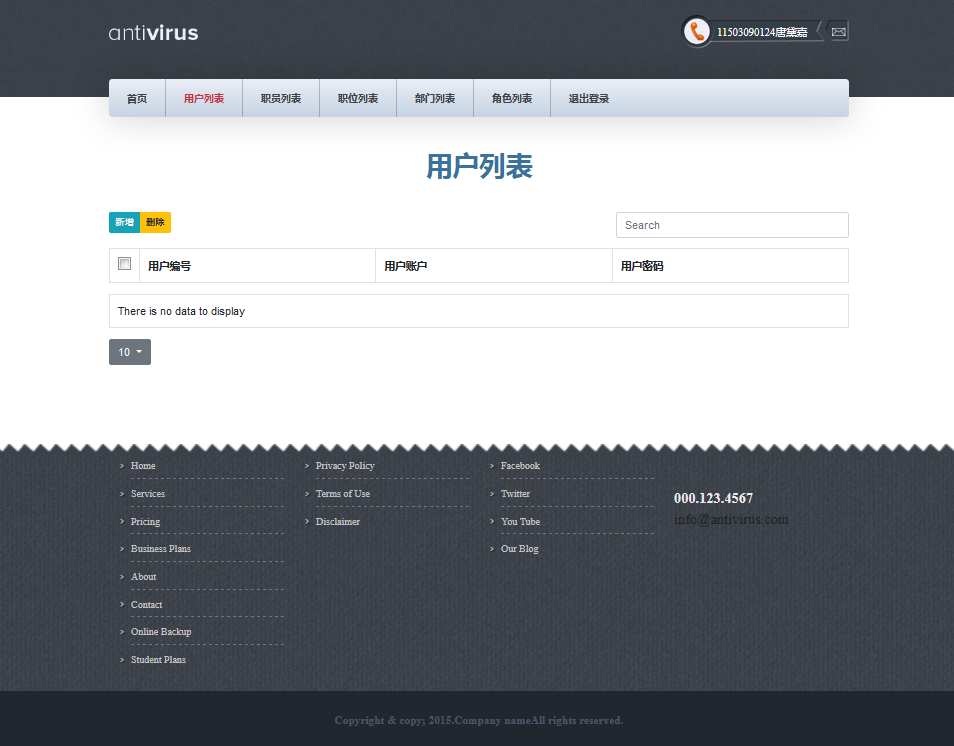 antivirus
11503090124唐黛嘉
首页 用户列表 职员列表 职位列表 部门列表 角色列表 退出登录
用户列表
新增 删除 Search
用户编号 用户账户 用户密码
There is no data to display
10
> Home
> Services
> Pricing
> Business Plans
> About
> Contact
> Online Backup
> Student Plans
> Privacy Policy
> Terms of Use
> Disclaimer
> Facebook
> Twitter
> You Tube
> Our Blog
000.123.4567
info@antivirus.com
Copyright & copy; 2015.Company nameAll rights reserved.